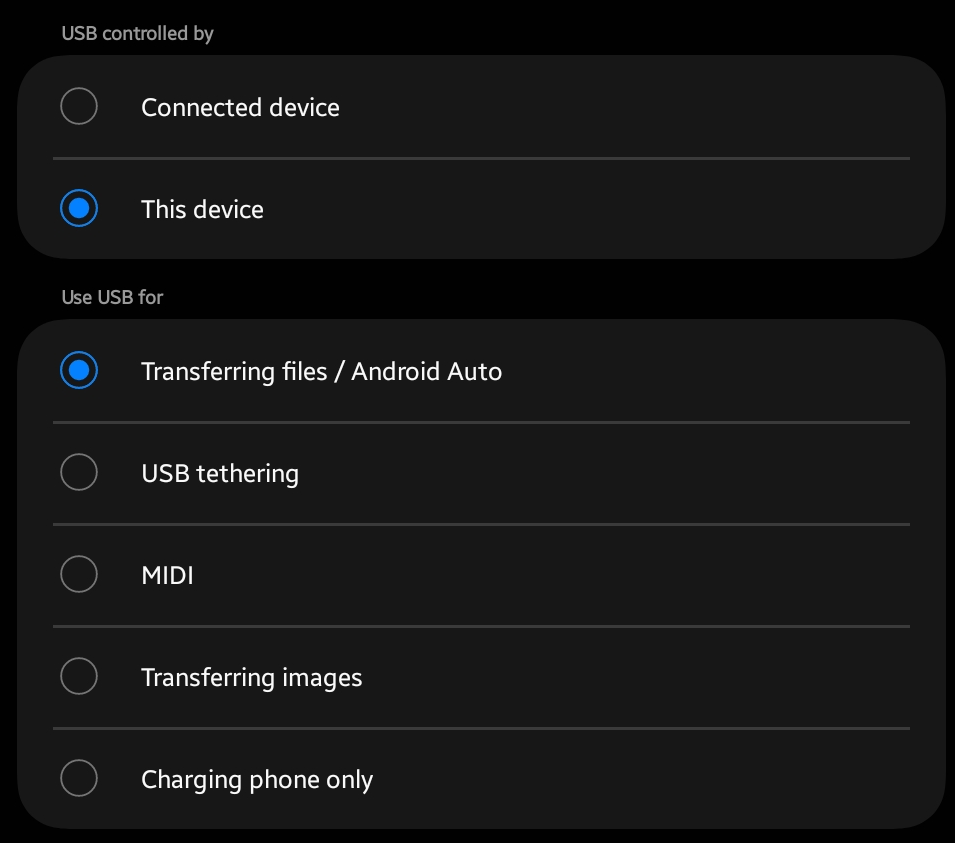 USB controlled by
Connected device
This device
Use USB for
Transferring files / Android Auto
USB tethering
MIDI
Transferring images
Charging phone only